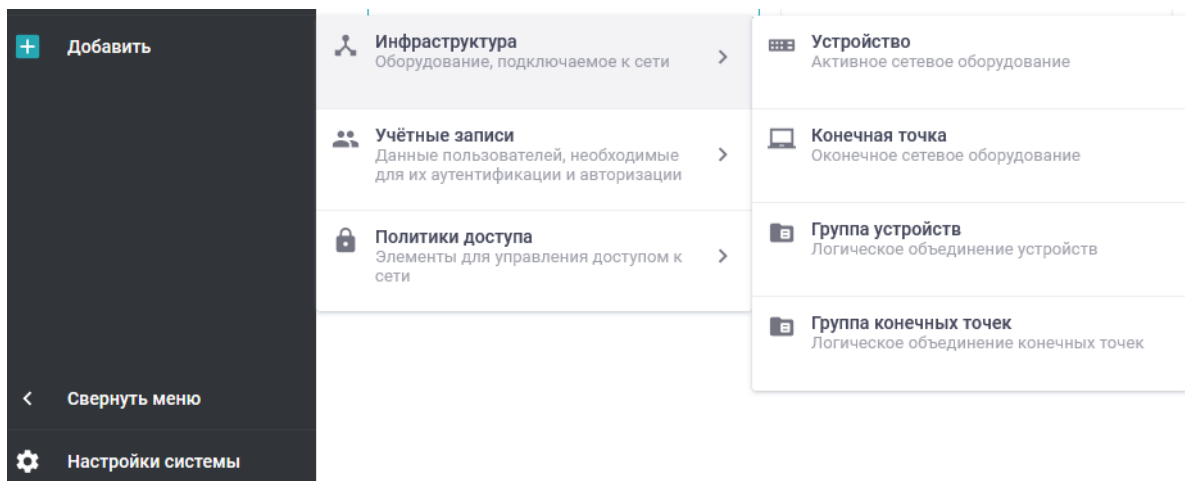 Добавить
Инфраструктура
Оборудование, подключаемое к сети
Учётные записи
Данные пользователей, необходимые
для их аутентификации и авторизации
Политики доступа
Элементы для управления доступом к
сети
Устройство
Активное сетевое оборудование
Конечная точка
Оконечное сетевое оборудование
Группа устройств
Логическое объединение устройств
Группа конечных точек
Логическое объединение конечных точек
Свернуть меню
Настройки системы